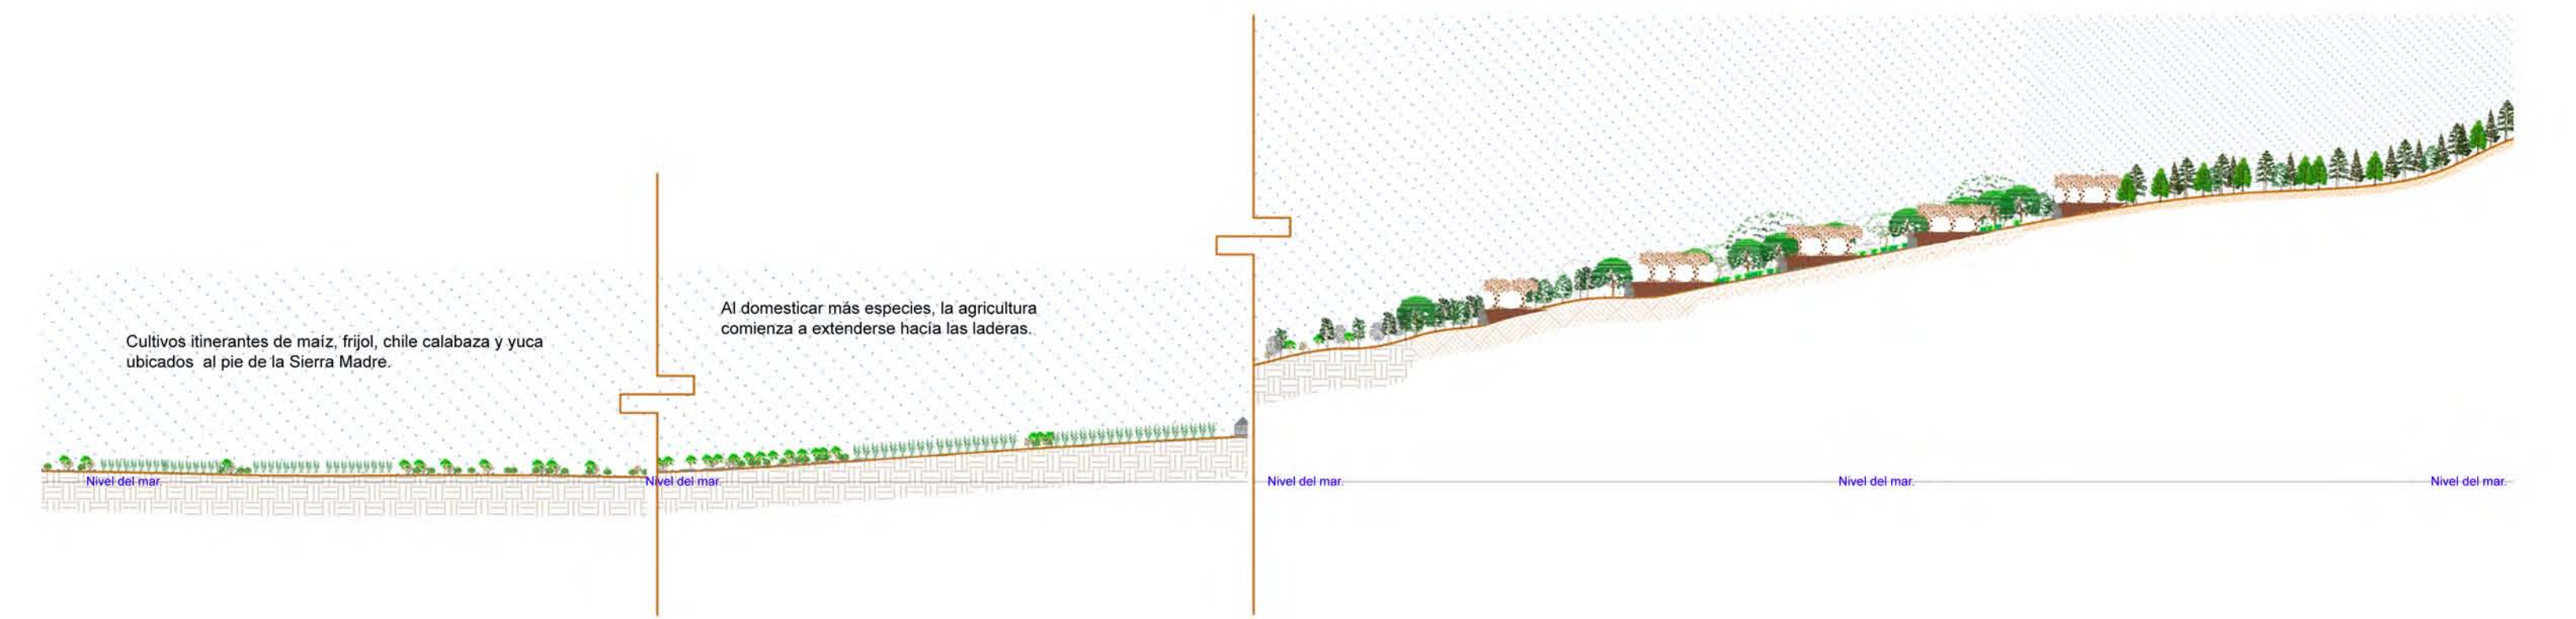 Al domesticar más especies, la agricultura
comienza a extenderse hacía las laderas.
Cultivos itinerantes de maíz, frijol, chile calabaza y yuca
ubicados al pie de la Sierra Madre.
Nivel del mar.
Nivel del mar.
Nivel del mar.
Nivel del mar.
Nivel del mar.